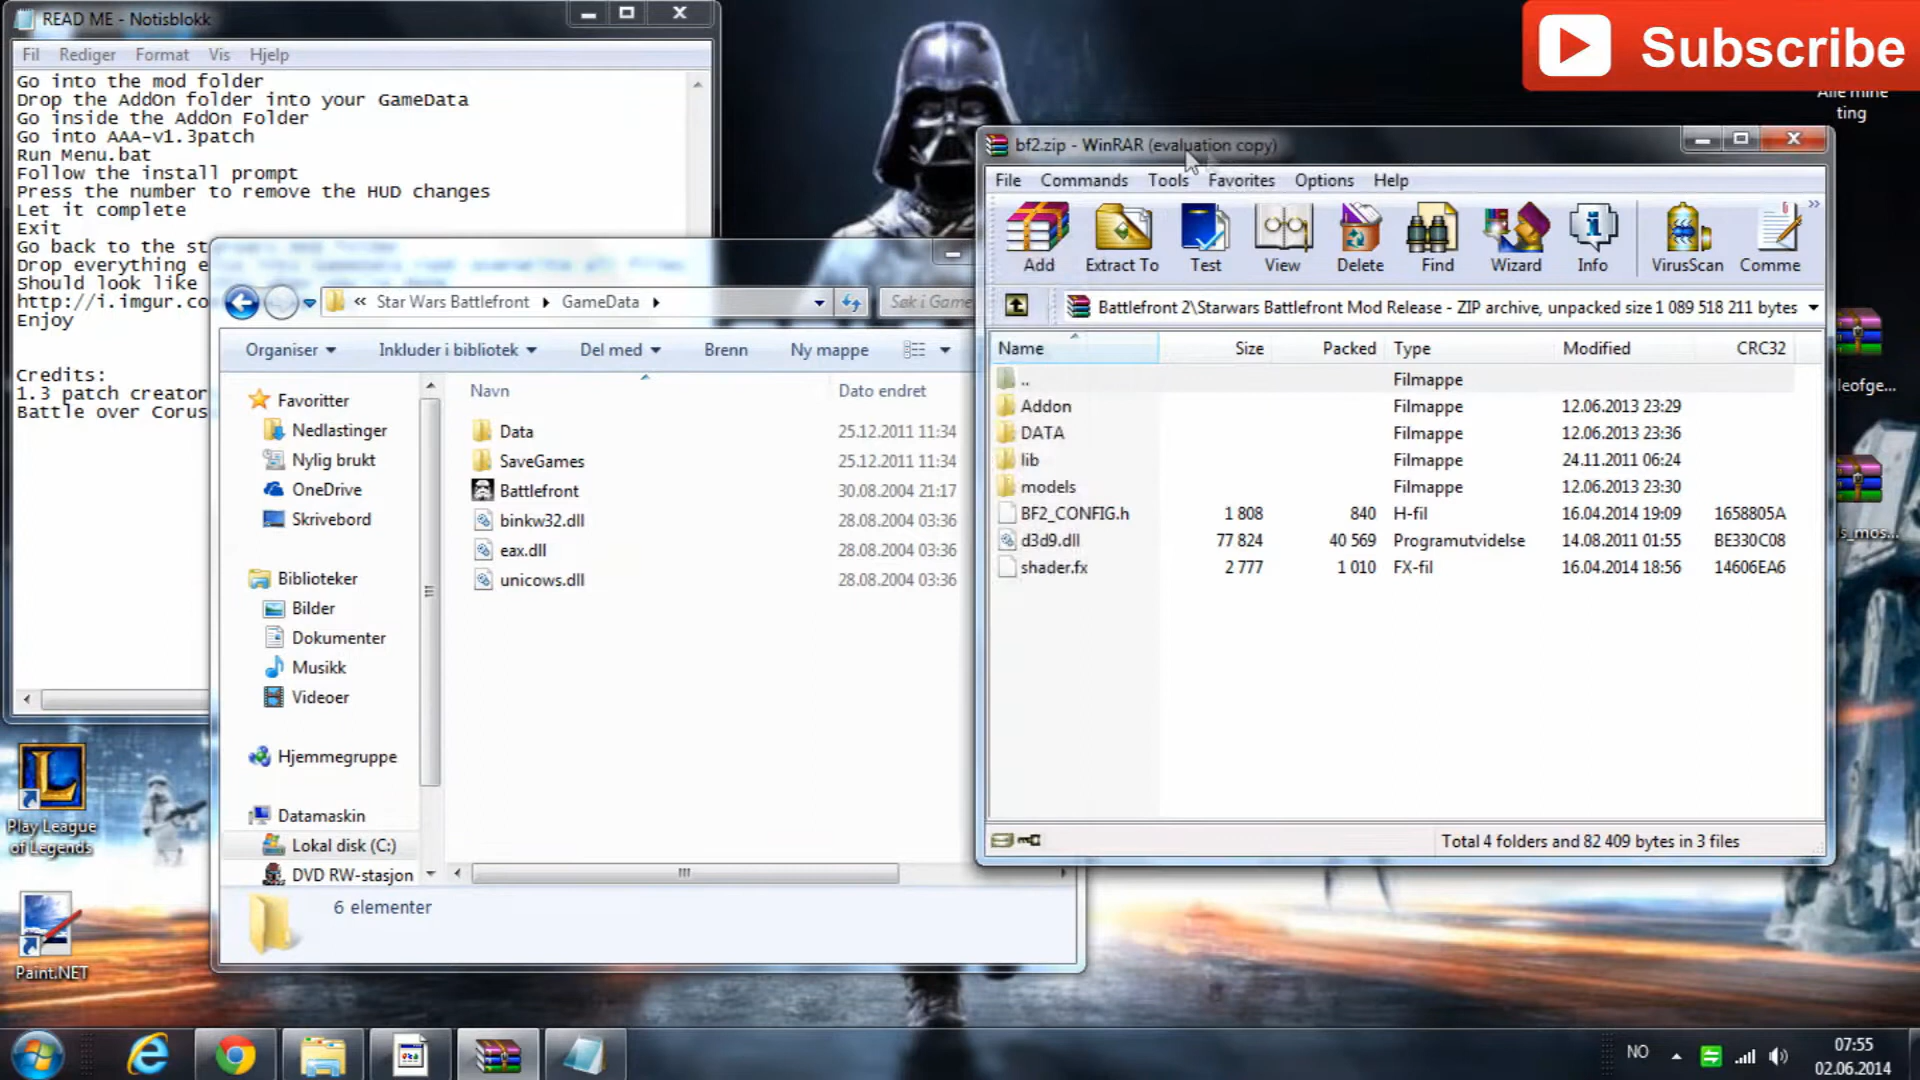 READ ME - Notisblokk
Fil Rediger Format Vis Hjelp
Go into the mod folder
Drop the AddOn folder into your GameData
Go inside the AddOn Folder
Go into AAA-v1.3patch
Run Menu.bat
Follow the install prompt
Press the number to remove the HUD changes
Let it complete
Exit
Go back to the
Drop everything
Should look like
http://i.imgur.co
Enjoy
Credits:
1.3 patch creator
Battle over Corus
Subscribe
Alle mine
ting
« Star Wars Battlefront GameData
Søk i Game
Organiser Inkluder i bibliotek Del med Brenn Ny mappe
Favoritter
Nedlastinger
Nylig brukt
OneDrive
Skrivebord
Biblioteker
Bilder
Dokumenter
Musikk
Videoer
Hjemmegruppe
Datamaskin
Lokal disk (C:)
DVD RW-stasjon
Navn Dato endret
Data 25.12.2011 11:34
SaveGames 25.12.2011 11:34
Battlefront 30.08.2004 21:17
binkw32.dll 28.08.2004 03:36
eax.dll 28.08.2004 03:36
unicows.dll 28.08.2004 03:36
6 elementer
bf2.zip - WinRAR (evaluation copy)
File Commands Tools Favorites Options Help
Add Extract To Test View Delete Find Wizard Info VirusScan Comme
Battlefront 2\Starwars Battlefront Mod Release - ZIP archive, unpacked size 1 089 518 211 bytes
Name Size Packed Type Modified CRC32
.. Filmappe
Addon Filmappe 12.06.2013 23:29
DATA Filmappe 12.06.2013 23:36
lib Filmappe 24.11.2011 06:24
models Filmappe 12.06.2013 23:30
BF2_CONFIG.h 1 808 840 H-fil 16.04.2014 19:09 1658805A
d3d9.dll 77 824 40 569 Programutvidelse 14.08.2011 01:55 BE330C08
shader.fx 2 777 1 010 FX-fil 16.04.2014 18:56 14606EA6
Total 4 folders and 82 409 bytes in 3 files
leofge...
s_mos...
Play League
of Legends
Paint.NET
NO
07:55
02.06.2014